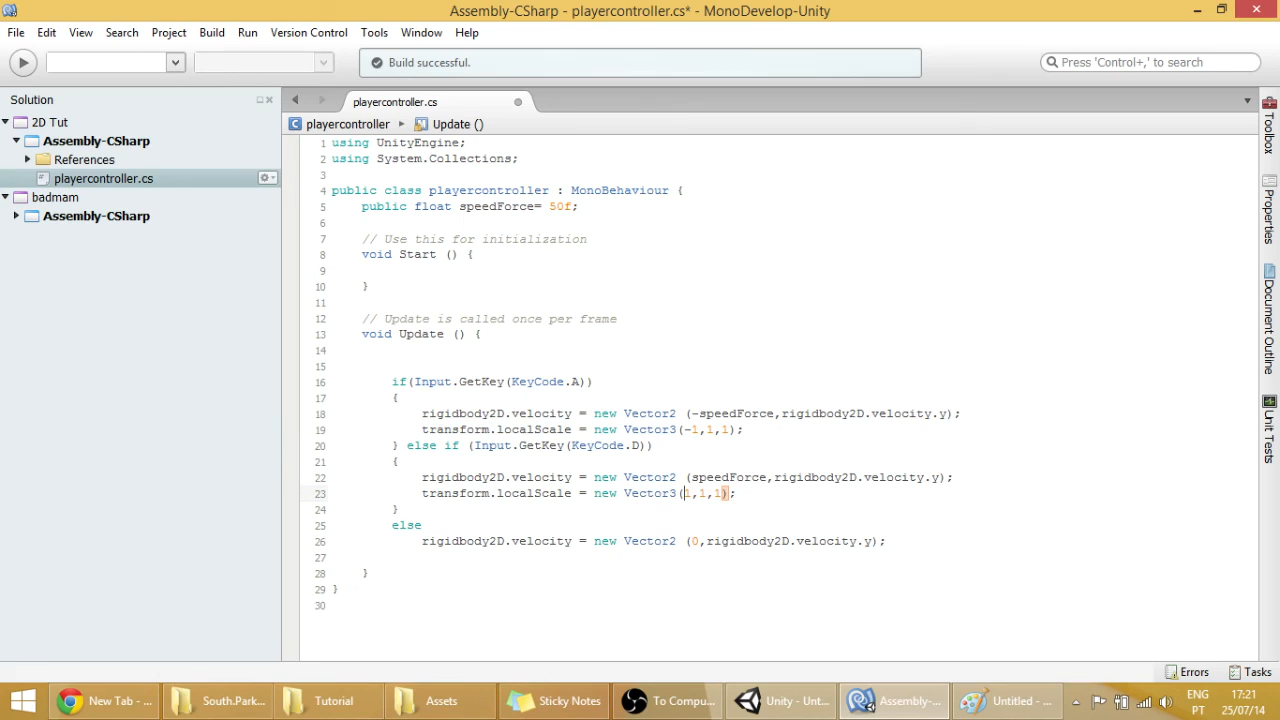 Assembly-CSharp - playercontroller.cs* - MonoDevelop-Unity
File Edit View Search Project Build Run Version Control Tools Window Help
Build successful.
Press 'Control+,' to search
Solution
playercontroller.cs
2D Tut
playercontroller Update ()
Assembly-CSharp
References
playercontroller.cs
badmam
Assembly-CSharp
1 using UnityEngine;
2 using System.Collections;
3
4 public class playercontroller : MonoBehaviour {
5 public float speedForce= 50f;
6
7 // Use this for initialization
8 void Start () {
9
10 }
11
12 // Update is called once per frame
13 void Update () {
14
15
16 if(Input.GetKey(KeyCode.A))
17 {
18 rigidbody2D.velocity = new Vector2 (-speedForce,rigidbody2D.velocity.y);
19 transform.localScale = new Vector3(-1,1,1);
20 } else if (Input.GetKey(KeyCode.D))
21 {
22 rigidbody2D.velocity = new Vector2 (speedForce,rigidbody2D.velocity.y);
23 transform.localScale = new Vector3(1,1,1);
24 }
25 else
26 rigidbody2D.velocity = new Vector2 (0,rigidbody2D.velocity.y);
27
28 }
29 }
30
Toolbox
Properties
Document Outline
Unit Tests
Errors Tasks
New Tab - ... South.Park... Tutorial Assets Sticky Notes To Compu... Unity - Unt... Assembly-... Untitled - ...
ENG 17:21
PT 25/07/14